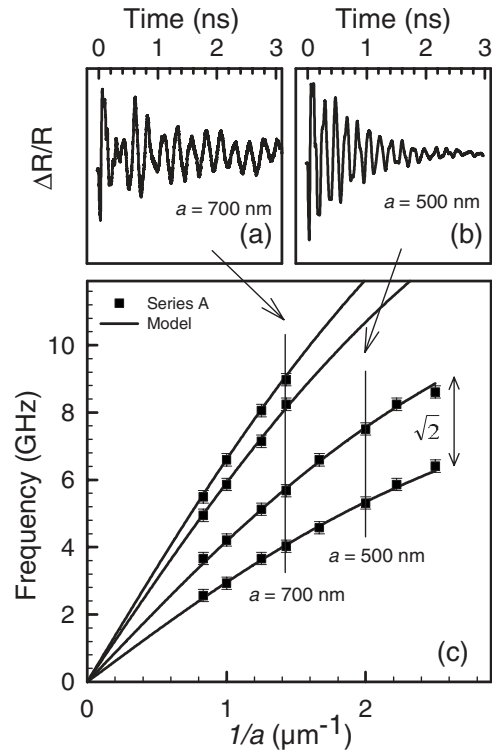 Time (ns) Time (ns)
0 1 2 3 0 1 2 3
ΔR/R
a = 700 nm
(a)
a = 500 nm
(b)
Series A
Model
10
8
6
4
2
0
Frequency (GHz)
√2
a = 500 nm
a = 700 nm
(c)
0 1 2 3
1/a (μm⁻¹)